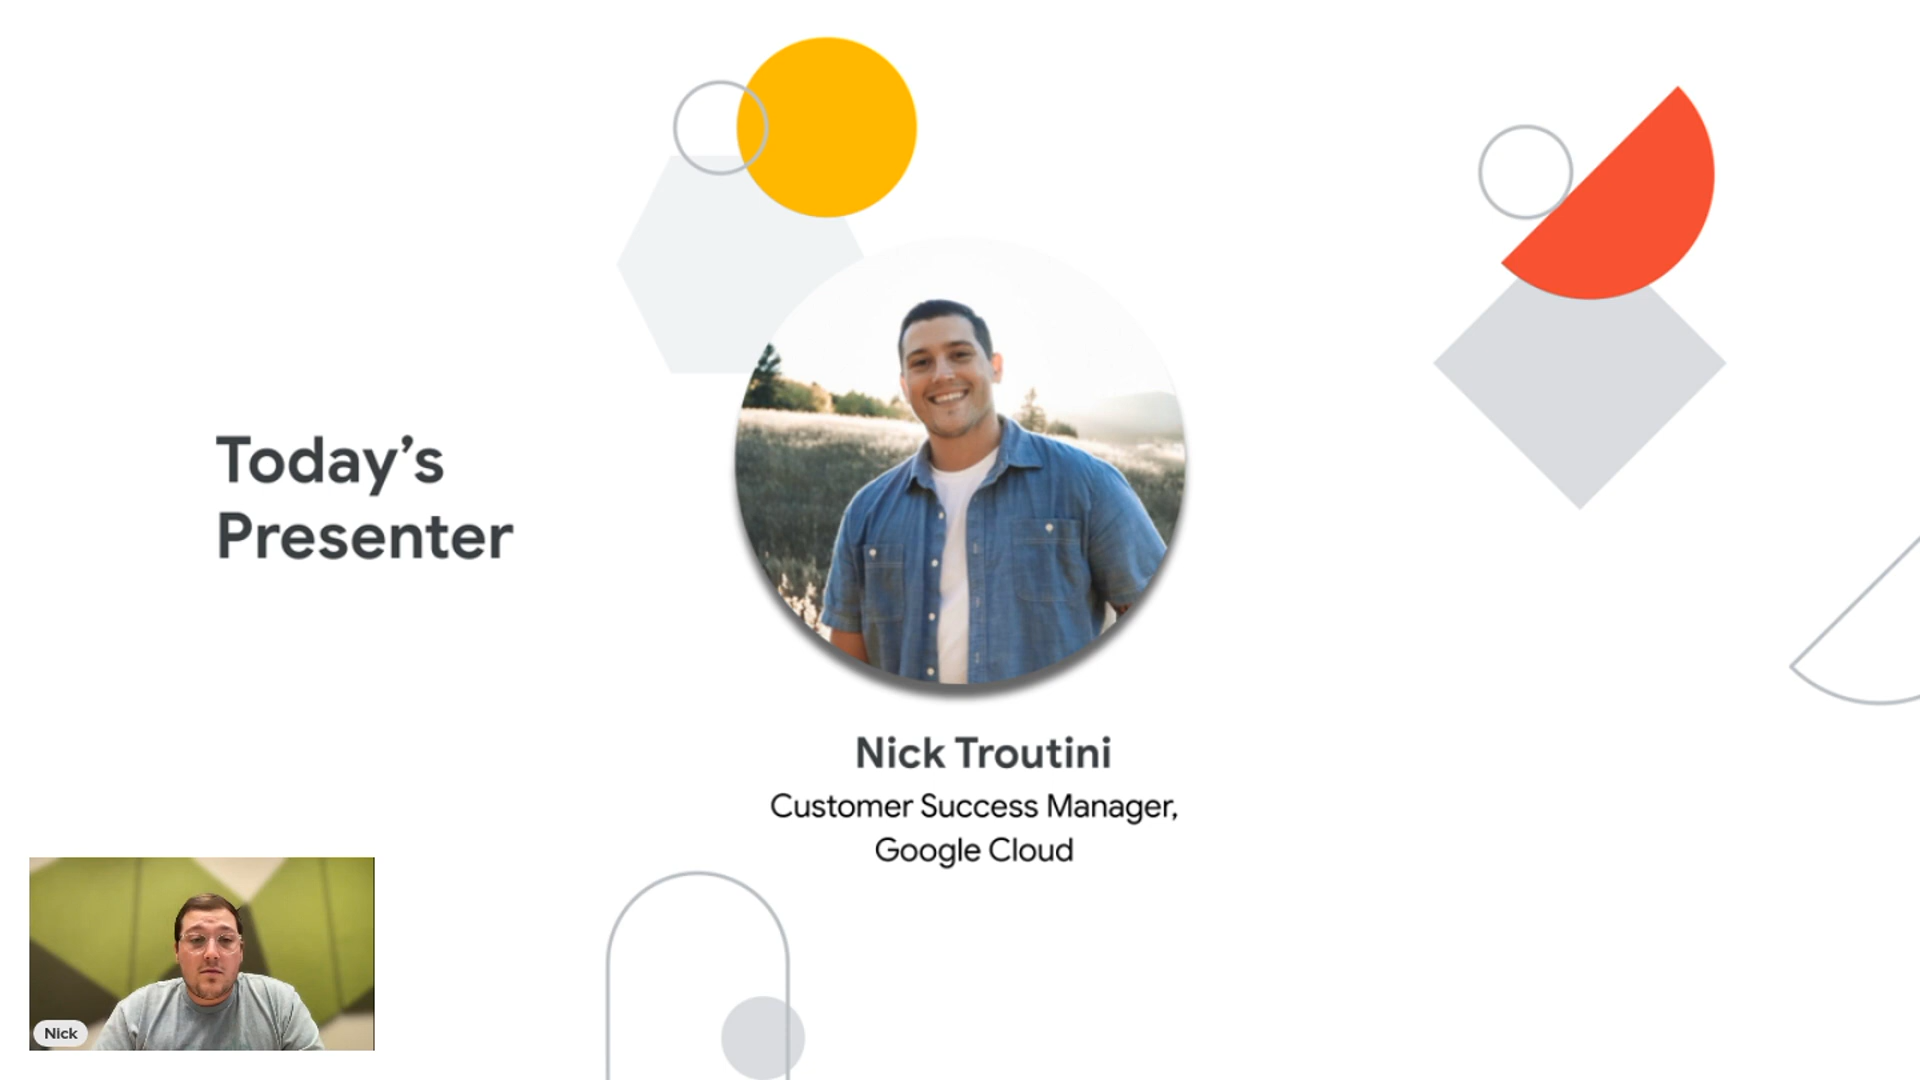 Today’s
Presenter
Nick Troutini
Customer Success Manager,
Google Cloud
Nick